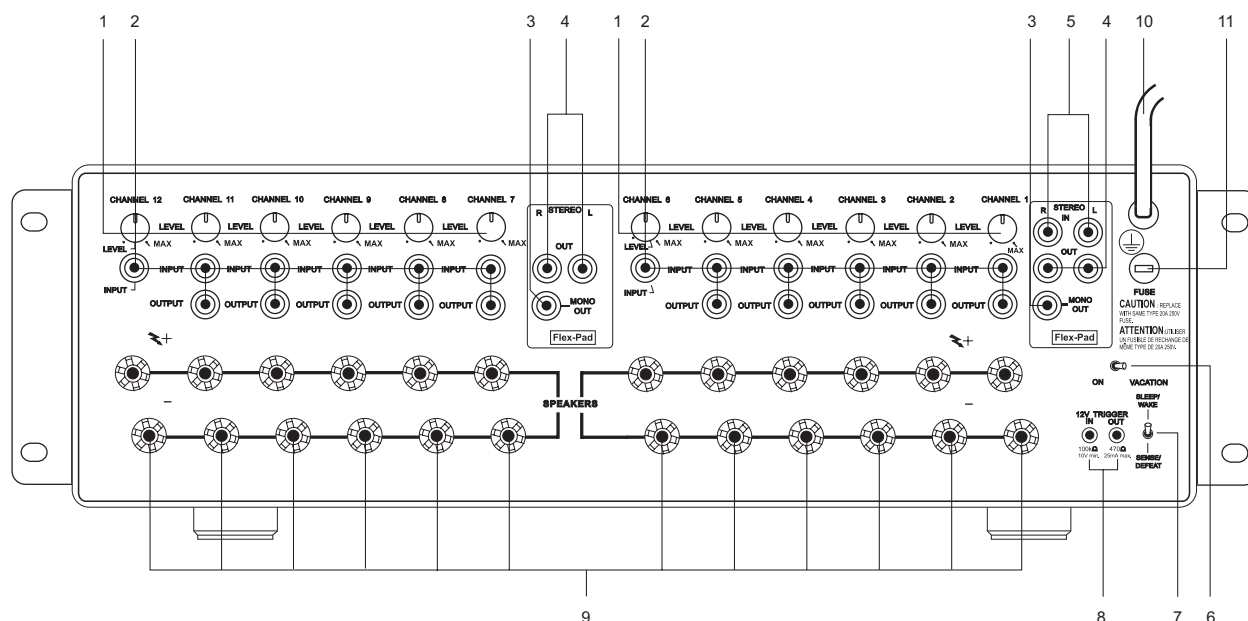 1 2 3 4 1 2 3 5 4 10 11
CHANNEL 12 CHANNEL 11 CHANNEL 10 CHANNEL 9 CHANNEL 8 CHANNEL 7
LEVEL LEVEL LEVEL LEVEL LEVEL
MAX MAX MAX MAX MAX MAX
LEVEL
INPUT INPUT INPUT INPUT INPUT
INPUT
OUTPUT OUTPUT OUTPUT OUTPUT OUTPUT
R STEREO L
OUT
MONO
OUT
Flex-Pad
CHANNEL 6 CHANNEL 5 CHANNEL 4 CHANNEL 3 CHANNEL 2 CHANNEL 1
LEVEL LEVEL LEVEL LEVEL LEVEL
MAX MAX MAX MAX MAX MAX
LEVEL
INPUT INPUT INPUT INPUT INPUT
INPUT
OUTPUT OUTPUT OUTPUT OUTPUT OUTPUT
R STEREO L
IN
OUT
MONO
OUT
Flex-Pad
FUSE
CAUTION : REPLACE
WITH SAME TYPE 20A 250V
FUSE.
ATTENTION:UTILISER
UN FUSIBLE DE RECHANGE DE
MÊME TYPE DE 20A 250V.
+ +
SPEAKERS
− −
ON VACATION
SLEEP/
WAKE
12V TRIGGER
IN OUT
100kΩ 470Ω
10V min. 25mA max.
SENSE/
DEFEAT
9 8 7 6